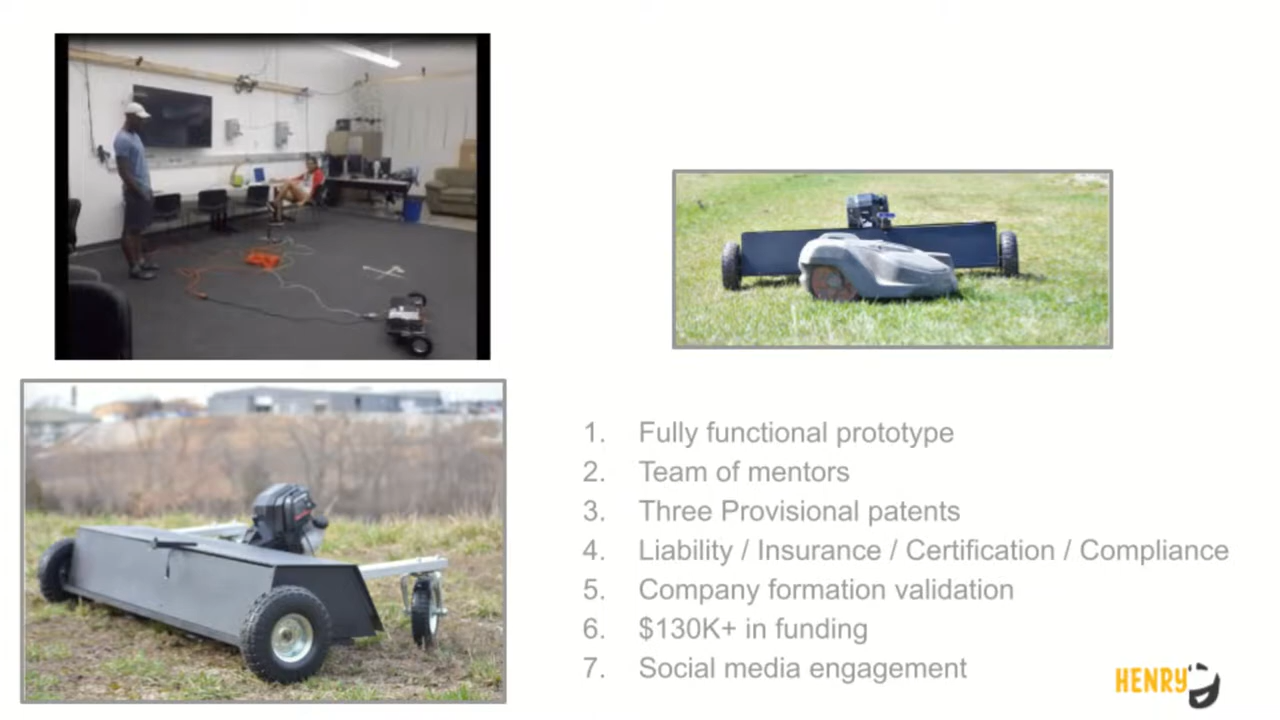 1. Fully functional prototype
2. Team of mentors
3. Three Provisional patents
4. Liability / Insurance / Certification / Compliance
5. Company formation validation
6. $130K+ in funding
7. Social media engagement
HENRY